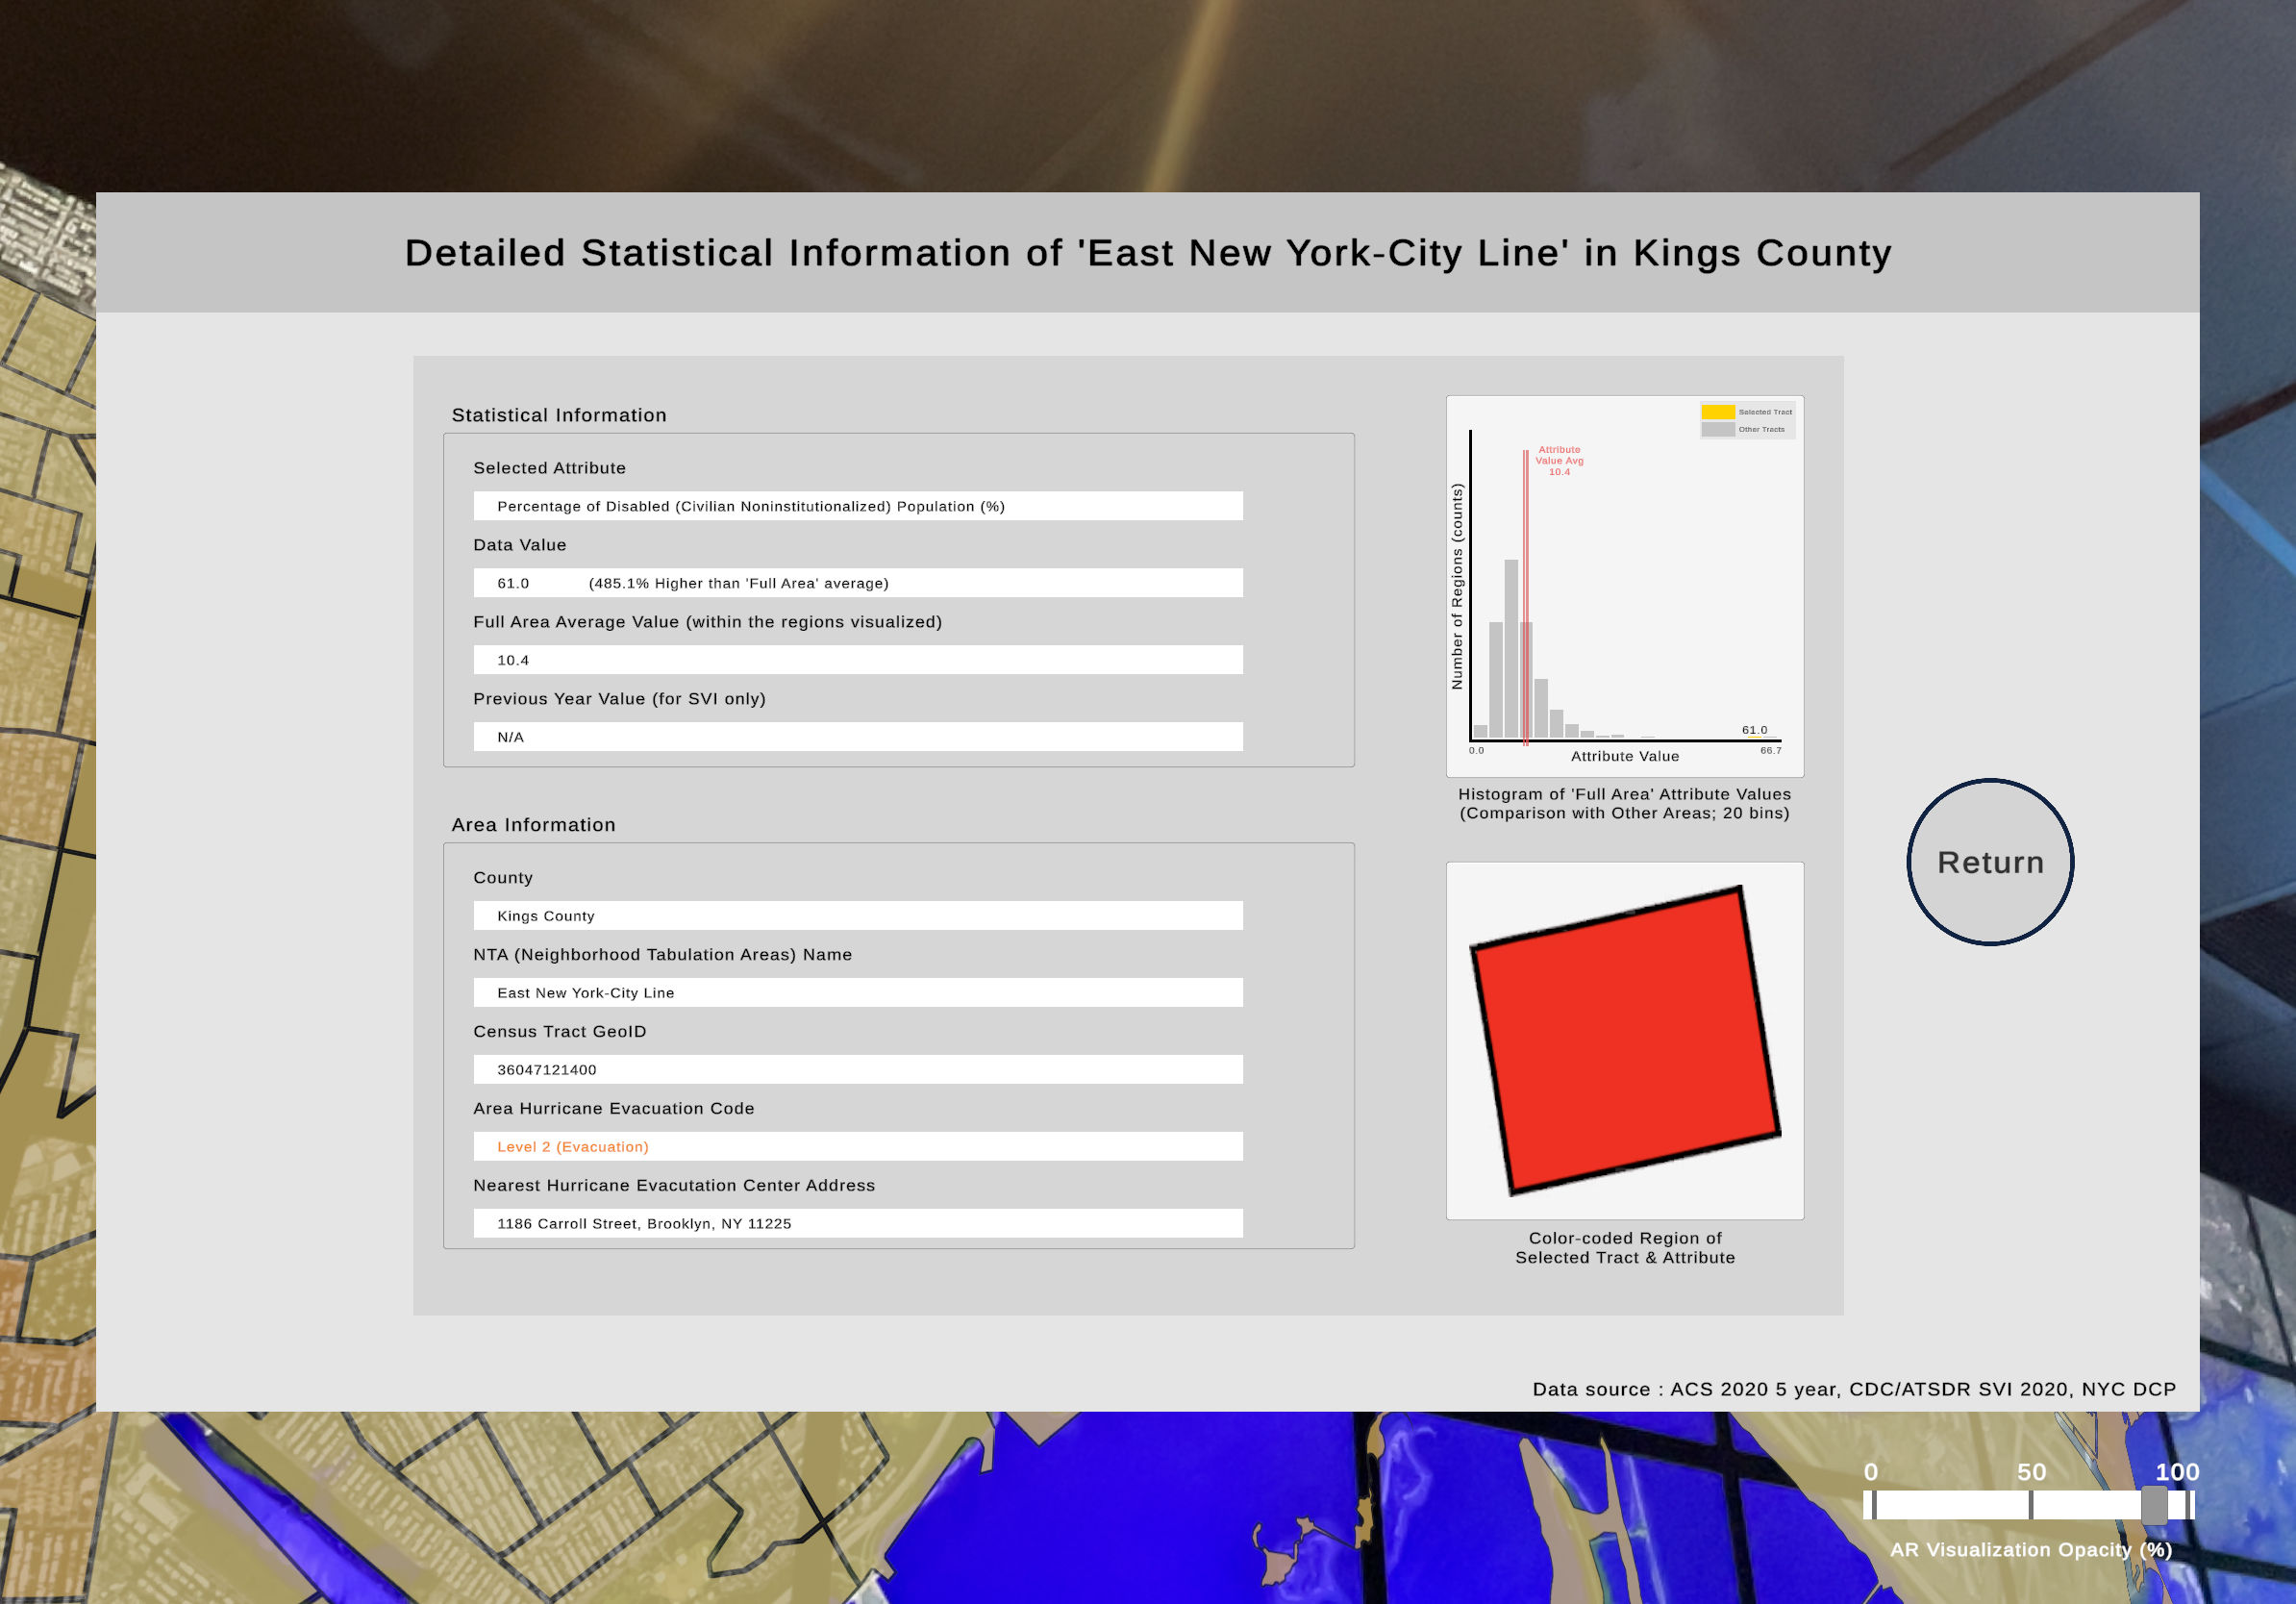 Detailed Statistical Information of 'East New York-City Line' in Kings County
Statistical Information
Selected Attribute
Percentage of Disabled (Civilian Noninstitutionalized) Population (%)
Data Value
61.0 (485.1% Higher than 'Full Area' average)
Full Area Average Value (within the regions visualized)
10.4
Previous Year Value (for SVI only)
N/A
Area Information
County
Kings County
NTA (Neighborhood Tabulation Areas) Name
East New York-City Line
Census Tract GeoID
36047121400
Area Hurricane Evacuation Code
Level 2 (Evacuation)
Nearest Hurricane Evacutation Center Address
1186 Carroll Street, Brooklyn, NY 11225
Selected Tract
Other Tracts
Attribute
Value Avg
10.4
Number of Regions (counts)
61.0
0.0
66.7
Attribute Value
Histogram of 'Full Area' Attribute Values
(Comparison with Other Areas; 20 bins)
Color-coded Region of
Selected Tract & Attribute
Return
Data source : ACS 2020 5 year, CDC/ATSDR SVI 2020, NYC DCP
0 50 100
AR Visualization Opacity (%)